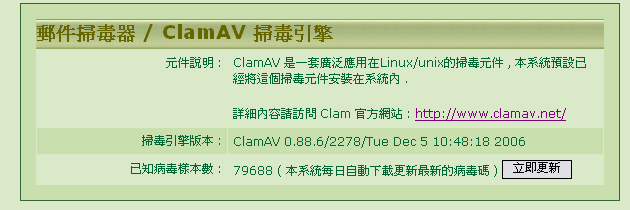 郵件掃毒器 / ClamAV 掃毒引擎
元件說明： ClamAV 是一套廣泛應用在Linux/unix的掃毒元件，本系統預設已
經將這個掃毒元件安裝在系統內．
詳細內容請訪問 Clam 官方網站：http://www.clamav.net/
掃毒引擎版本： ClamAV 0.88.6/2278/Tue Dec 5 10:48:18 2006
已知病毒樣本數： 79688 ( 本系統每日自動下載更新最新的病毒碼 ) 立即更新